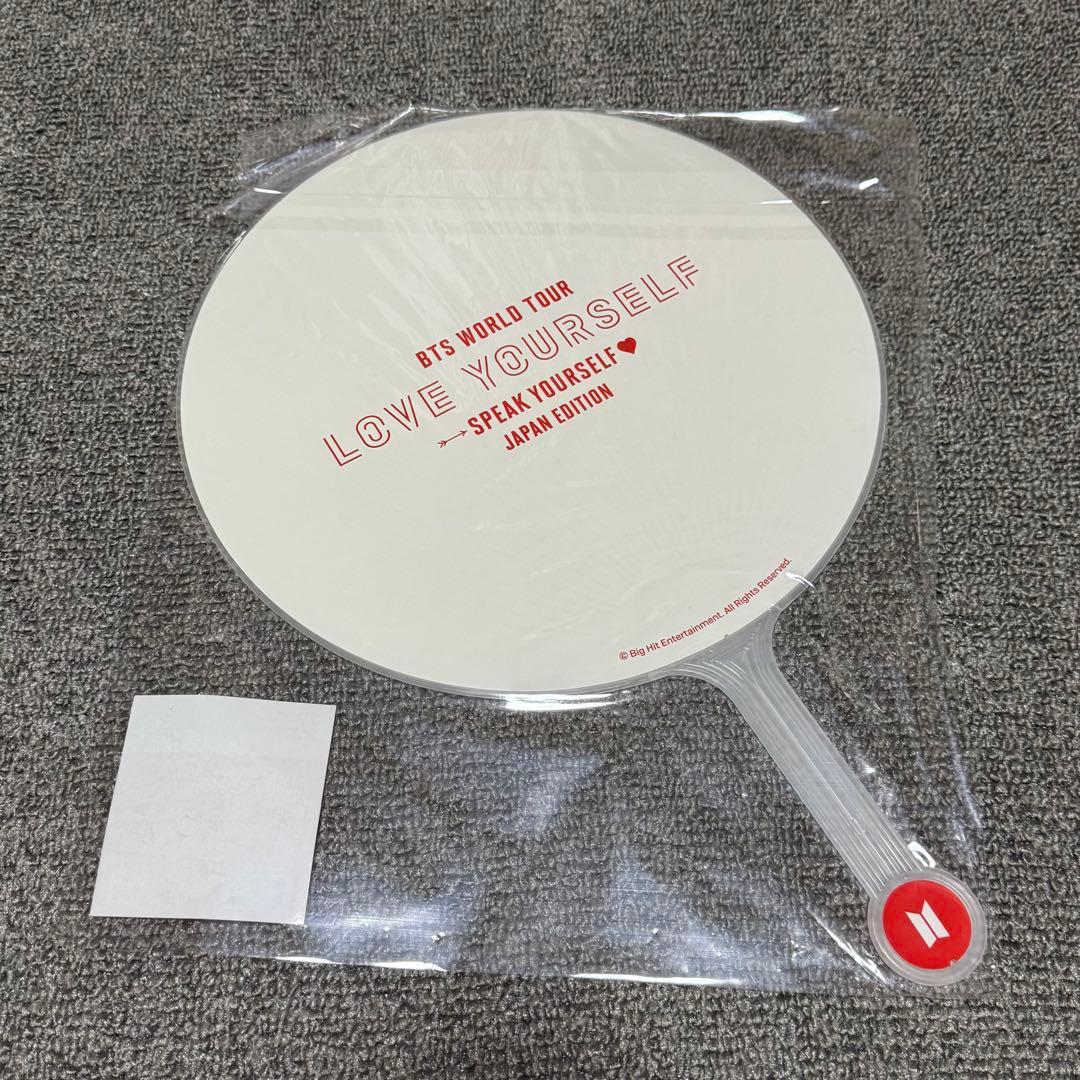 BTS WORLD TOUR
LOVE YOURSELF
SPEAK YOURSELF
JAPAN EDITION
© Big Hit Entertainment. All Rights Reserved.